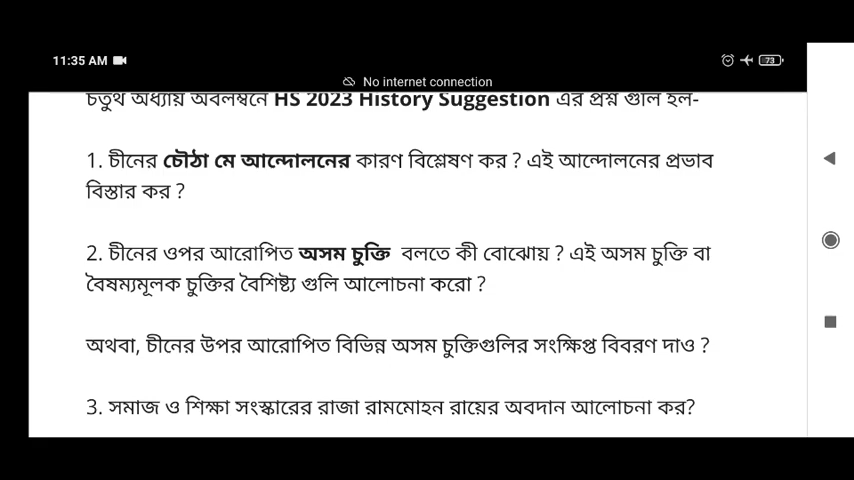 11:35 AM
73
No internet connection
চতুর্থ অধ্যায় অবলম্বনে HS 2023 History Suggestion এর প্রশ্ন গুলি হল-
1. চীনের চৌঠা মে আন্দোলনের কারণ বিশ্লেষণ কর ? এই আন্দোলনের প্রভাব
বিস্তার কর ?
2. চীনের ওপর আরোপিত অসম চুক্তি বলতে কী বোঝোয় ? এই অসম চুক্তি বা
বৈষম্যমূলক চুক্তির বৈশিষ্ট্য গুলি আলোচনা করো ?
অথবা, চীনের উপর আরোপিত বিভিন্ন অসম চুক্তিগুলির সংক্ষিপ্ত বিবরণ দাও ?
3. সমাজ ও শিক্ষা সংস্কারের রাজা রামমোহন রায়ের অবদান আলোচনা কর?